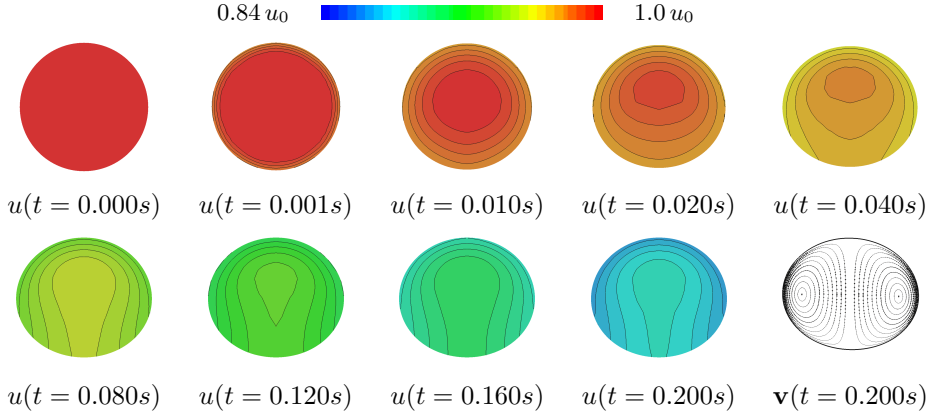 0.84 u₀ 1.0 u₀
u(t = 0.000s) u(t = 0.001s) u(t = 0.010s) u(t = 0.020s) u(t = 0.040s)
u(t = 0.080s) u(t = 0.120s) u(t = 0.160s) u(t = 0.200s) v(t = 0.200s)